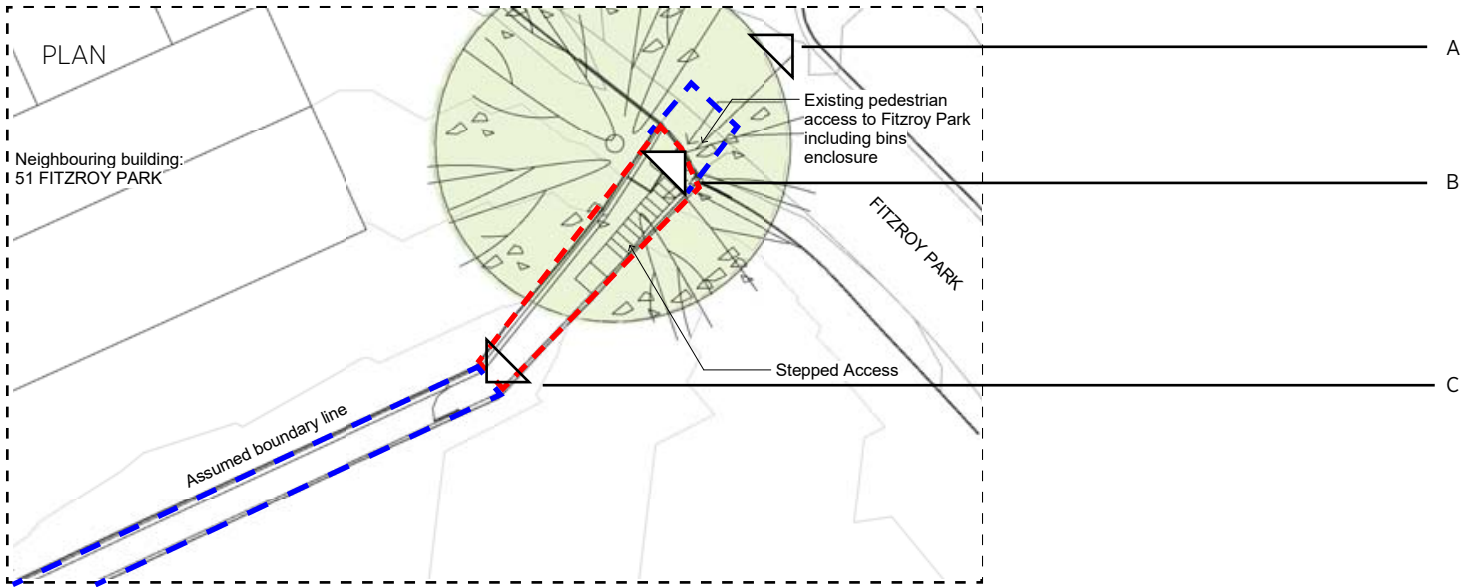 PLAN
A
Existing pedestrian
access to Fitzroy Park
including bins
enclosure
Neighbouring building:
51 FITZROY PARK
B
FITZROY PARK
Stepped Access
C
Assumed boundary line